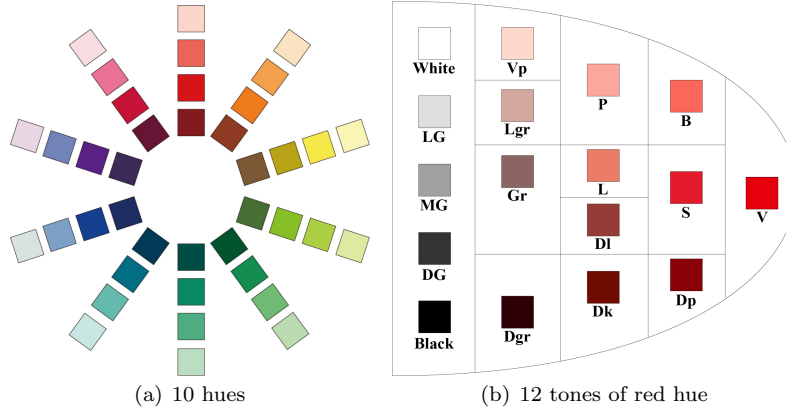 White
LG
MG
DG
Black
Vp
Lgr
Gr
Dgr
P
L
Dl
Dk
B
S
Dp
V
(a) 10 hues
(b) 12 tones of red hue